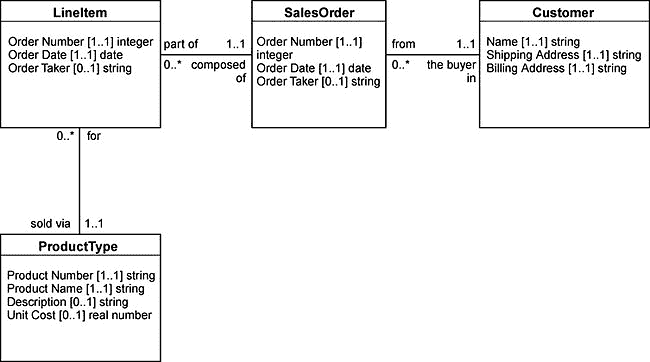 LineItem
Order Number [1..1] integer
Order Date [1..1] date
Order Taker [0..1] string
part of 1..1
0..* composed
of
SalesOrder
Order Number [1..1]
integer
Order Date [1..1] date
Order Taker [0..1] string
from 1..1
0..* the buyer
in
Customer
Name [1..1] string
Shipping Address [1..1] string
Billing Address [1..1] string
0..* for
sold via 1..1
ProductType
Product Number [1..1] string
Product Name [1..1] string
Description [0..1] string
Unit Cost [0..1] real number